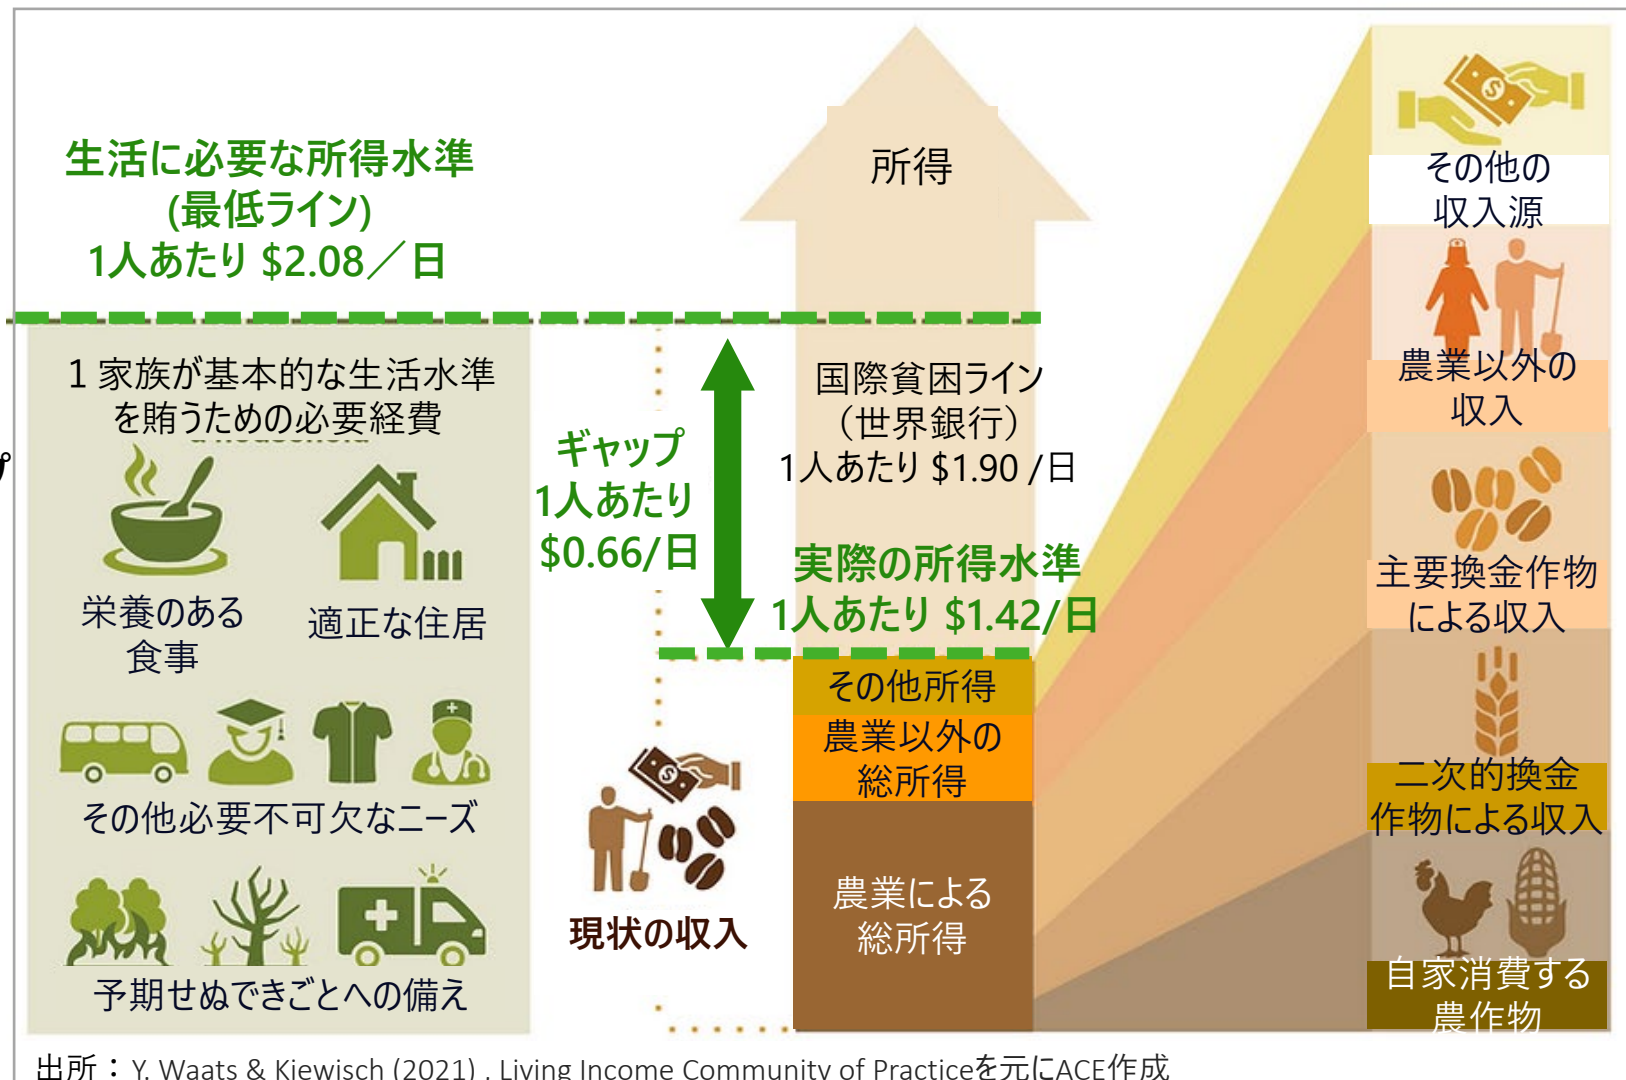 生活に必要な所得水準
(最低ライン)
1人あたり $2.08／日
1 家族が基本的な生活水準
を賄うための必要経費
プ
栄養のある
食事
適正な住居
その他必要不可欠なニーズ
予期せぬできごとへの備え
ギャップ
1人あたり
$0.66/日
現状の収入
所得
国際貧困ライン
（世界銀行）
1人あたり $1.90 /日
実際の所得水準
1人あたり $1.42/日
その他所得
農業以外の
総所得
農業による
総所得
その他の
収入源
農業以外の
収入
主要換金作物
による収入
二次的換金
作物による収入
自家消費する
農作物
出所：Y. Waats & Kiewisch (2021) , Living Income Community of Practiceを元にACE作成